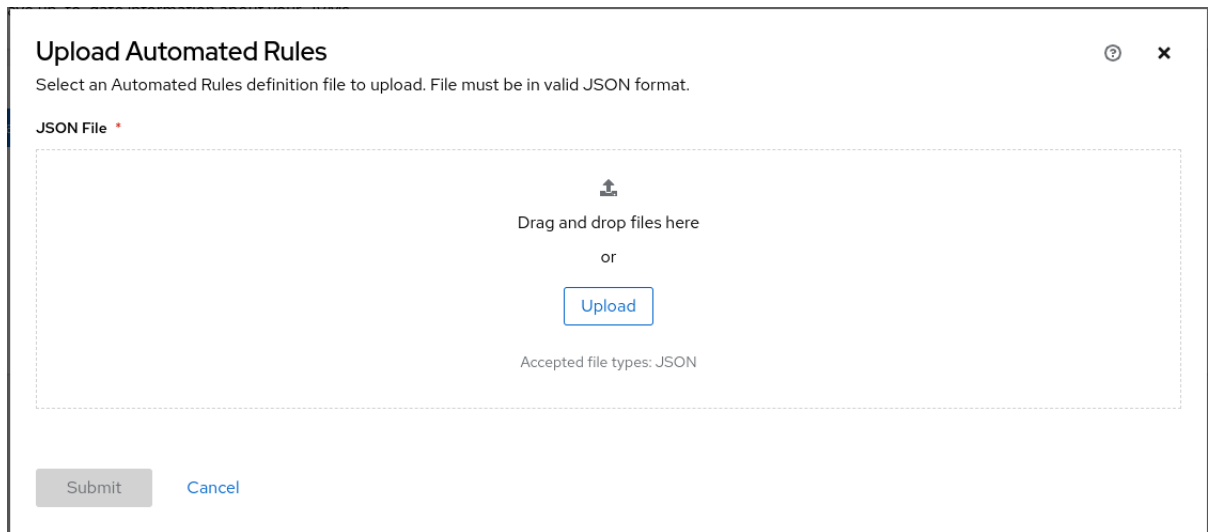 Upload Automated Rules
Select an Automated Rules definition file to upload. File must be in valid JSON format.
JSON File *
Drag and drop files here
or
Upload
Accepted file types: JSON
Submit
Cancel